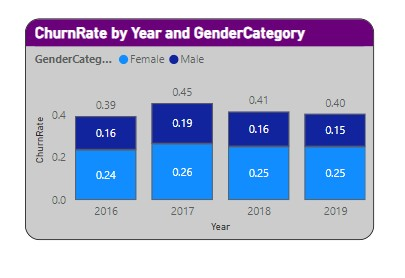 ChurnRate by Year and GenderCategory
GenderCateg... Female Male
0.39 0.45 0.41 0.40
0.4
0.16 0.19 0.16 0.15
ChurnRate
0.2
0.24 0.26 0.25 0.25
0.0
2016 2017 2018 2019
Year